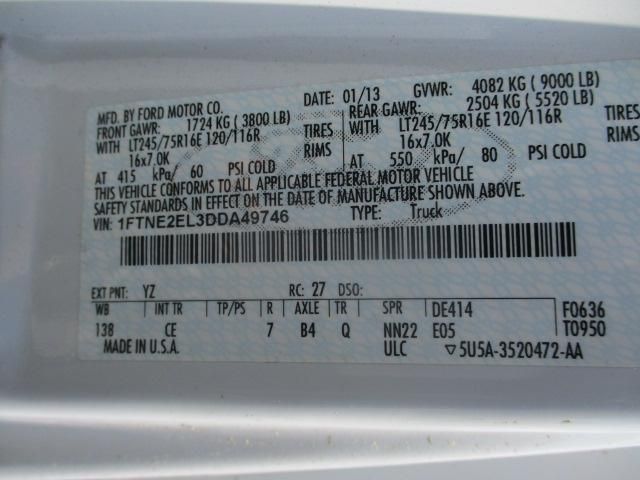 MFD. BY FORD MOTOR CO. DATE: 01/13 GVWR: 4082 KG ( 9000 LB)
FRONT GAWR: 1724 KG ( 3800 LB) REAR GAWR: 2504 KG ( 5520 LB)
WITH LT245/75R16E 120/116R TIRES WITH LT245/75R16E 120/116R TIRES
16x7.0K RIMS 16x7.0K RIMS
AT 415 kPa/ 60 PSI COLD AT 550 kPa/ 80 PSI COLD
THIS VEHICLE CONFORMS TO ALL APPLICABLE FEDERAL MOTOR VEHICLE
SAFETY STANDARDS IN EFFECT ON THE DATE OF MANUFACTURE SHOWN ABOVE.
VIN: 1FTNE2EL3DDA49746 TYPE: Truck
EXT PNT: YZ RC: 27 DSO:
WB INT TR TP/PS R AXLE TR SPR DE414 F0636
138 CE 7 B4 Q NN22 E05 T0950
MADE IN U.S.A. ULC ▽5U5A-3520472-AA